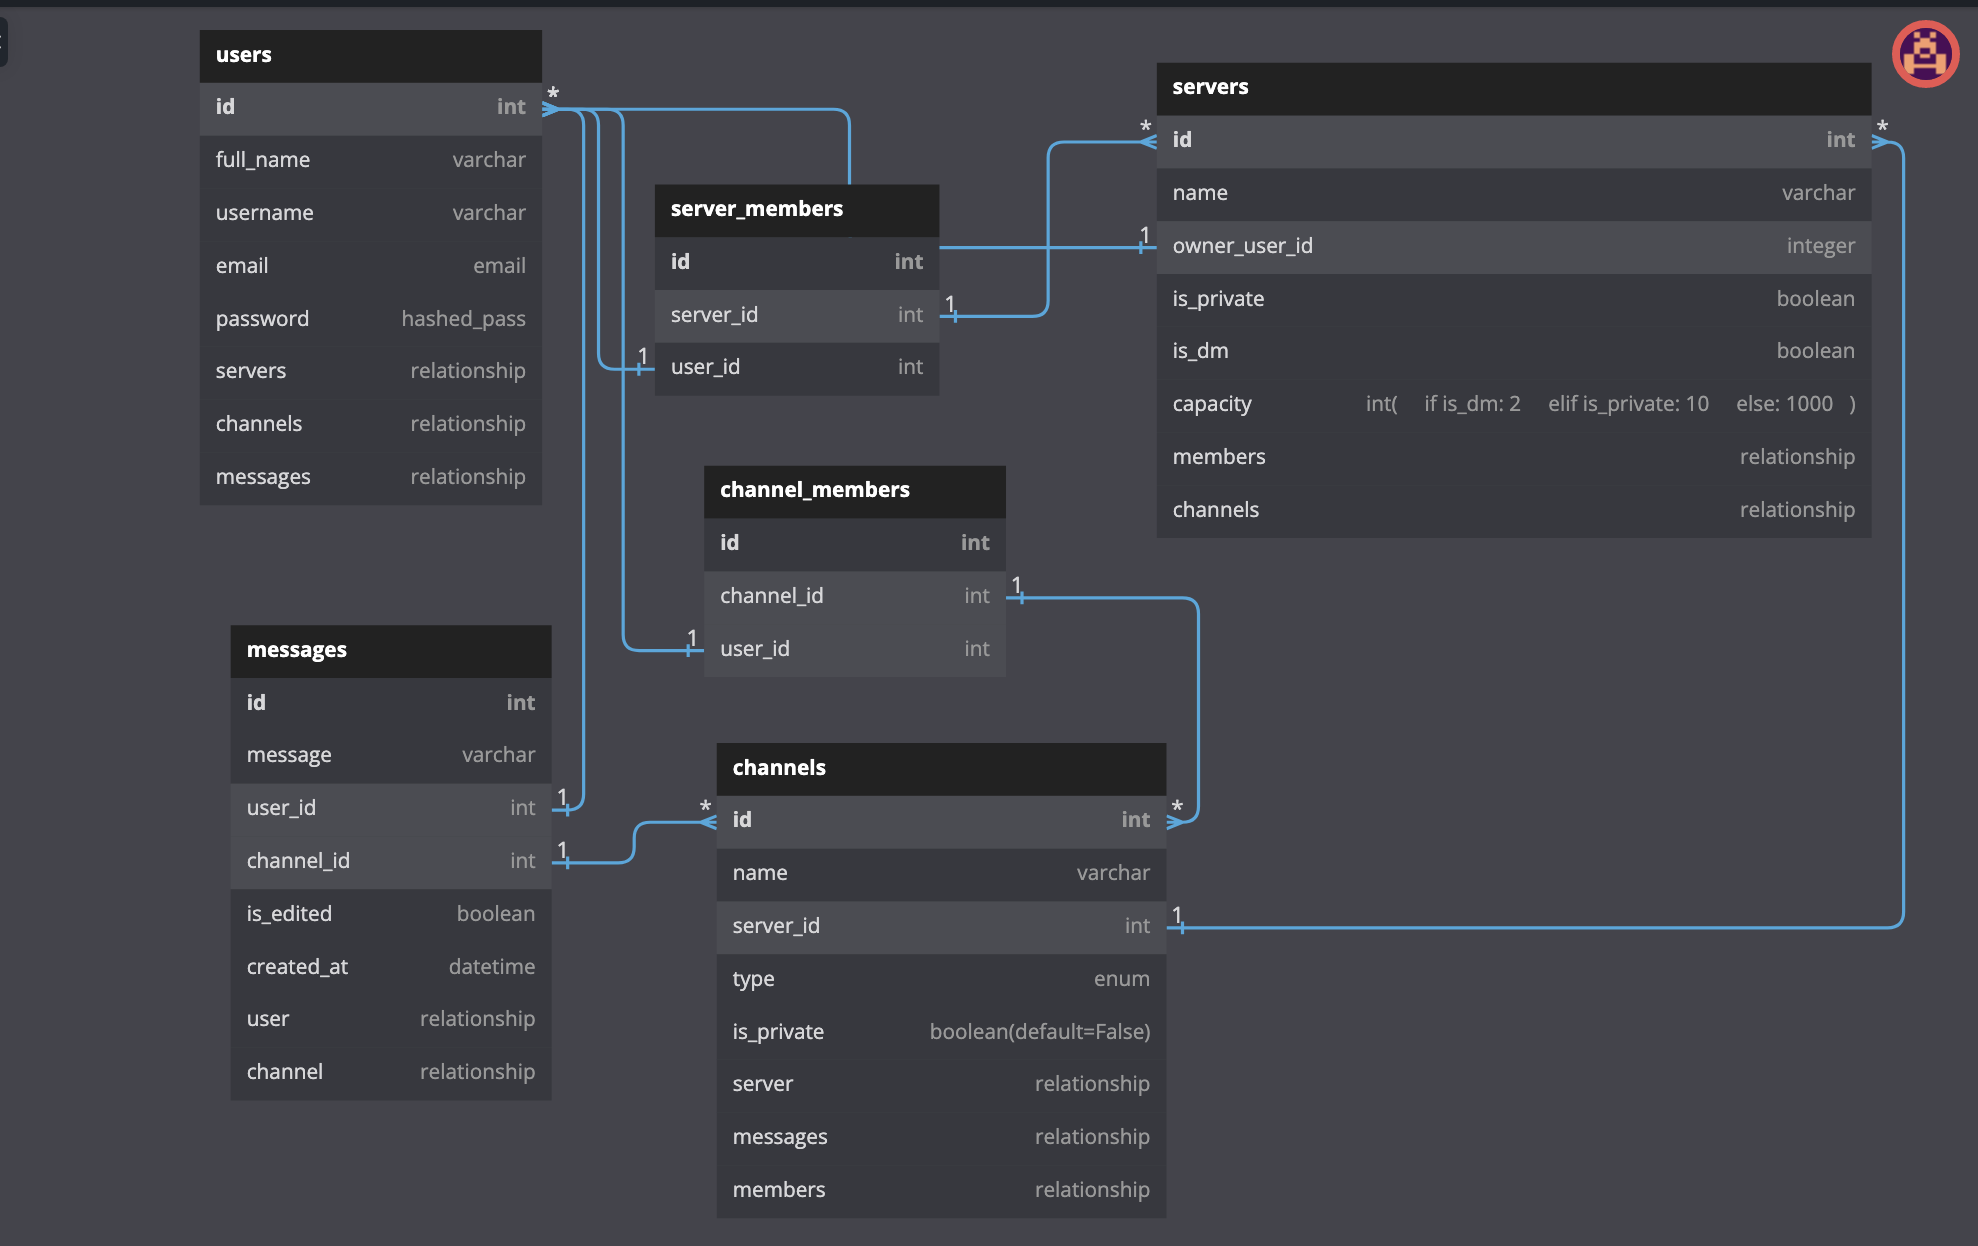 users
id int
full_name varchar
username varchar
email email
password hashed_pass
servers relationship
channels relationship
messages relationship
*
server_members
id int
server_id int
user_id int
1
1
servers
id int
name varchar
owner_user_id integer
is_private boolean
is_dm boolean
capacity int( if is_dm: 2 elif is_private: 10 else: 1000 )
members relationship
channels relationship
*
*
1
channel_members
id int
channel_id int
user_id int
1
1
messages
id int
message varchar
user_id int
channel_id int
is_edited boolean
created_at datetime
user relationship
channel relationship
1
1
channels
id int
name varchar
server_id int
type enum
is_private boolean(default=False)
server relationship
messages relationship
members relationship
*
*
1